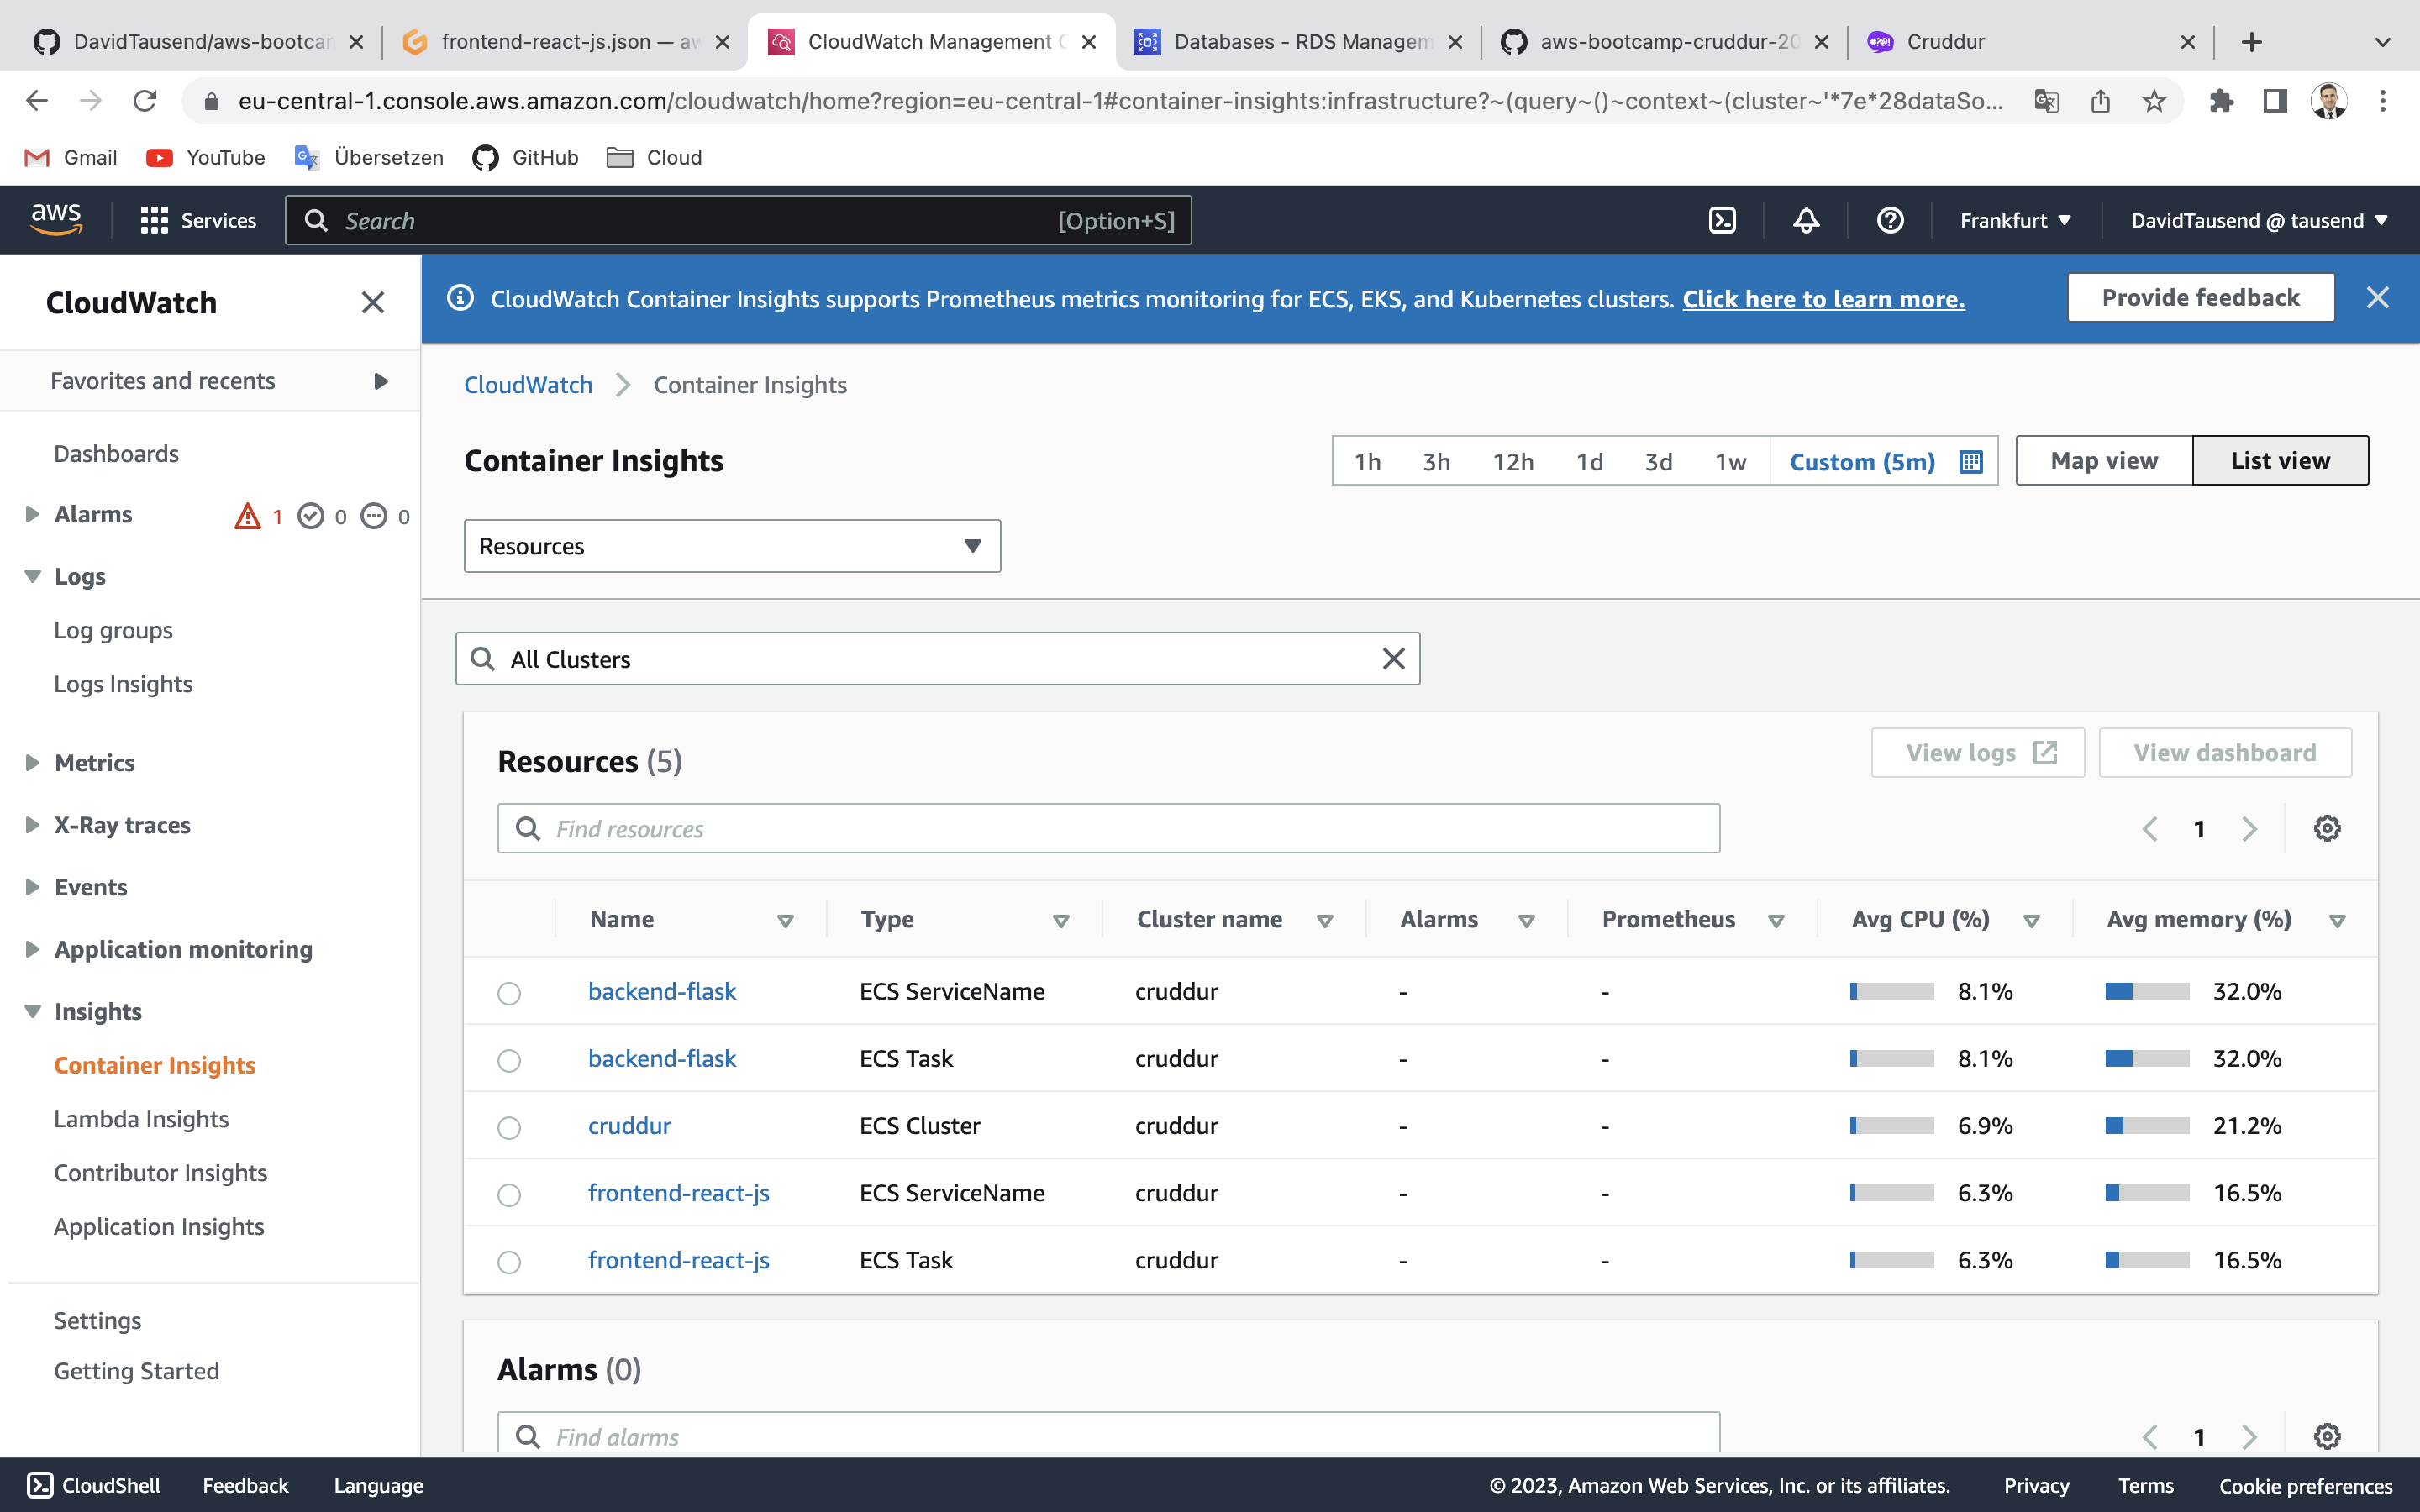 DavidTausend/aws-bootcan
frontend-react-js.json — aw
CloudWatch Management C
Databases - RDS Managem
aws-bootcamp-cruddur-20
Cruddur
eu-central-1.console.aws.amazon.com/cloudwatch/home?region=eu-central-1#container-insights:infrastructure?~(query~()~context~(cluster~'*7e*28dataSo...
Gmail YouTube Übersetzen GitHub Cloud
aws Services Search [Option+S] Frankfurt DavidTausend @ tausend
CloudWatch
Favorites and recents
Dashboards
Alarms 1 0 0
Logs
Log groups
Logs Insights
Metrics
X-Ray traces
Events
Application monitoring
Insights
Container Insights
Lambda Insights
Contributor Insights
Application Insights
Settings
Getting Started
CloudWatch Container Insights supports Prometheus metrics monitoring for ECS, EKS, and Kubernetes clusters. Click here to learn more.
Provide feedback
CloudWatch Container Insights
Container Insights
1h 3h 12h 1d 3d 1w Custom (5m)
Map view List view
Resources
All Clusters
Resources (5)
View logs View dashboard
Find resources
1
Name Type Cluster name Alarms Prometheus Avg CPU (%) Avg memory (%)
backend-flask ECS ServiceName cruddur - - 8.1% 32.0%
backend-flask ECS Task cruddur - - 8.1% 32.0%
cruddur ECS Cluster cruddur - - 6.9% 21.2%
frontend-react-js ECS ServiceName cruddur - - 6.3% 16.5%
frontend-react-js ECS Task cruddur - - 6.3% 16.5%
Alarms (0)
Find alarms
1
CloudShell Feedback Language © 2023, Amazon Web Services, Inc. or its affiliates. Privacy Terms Cookie preferences